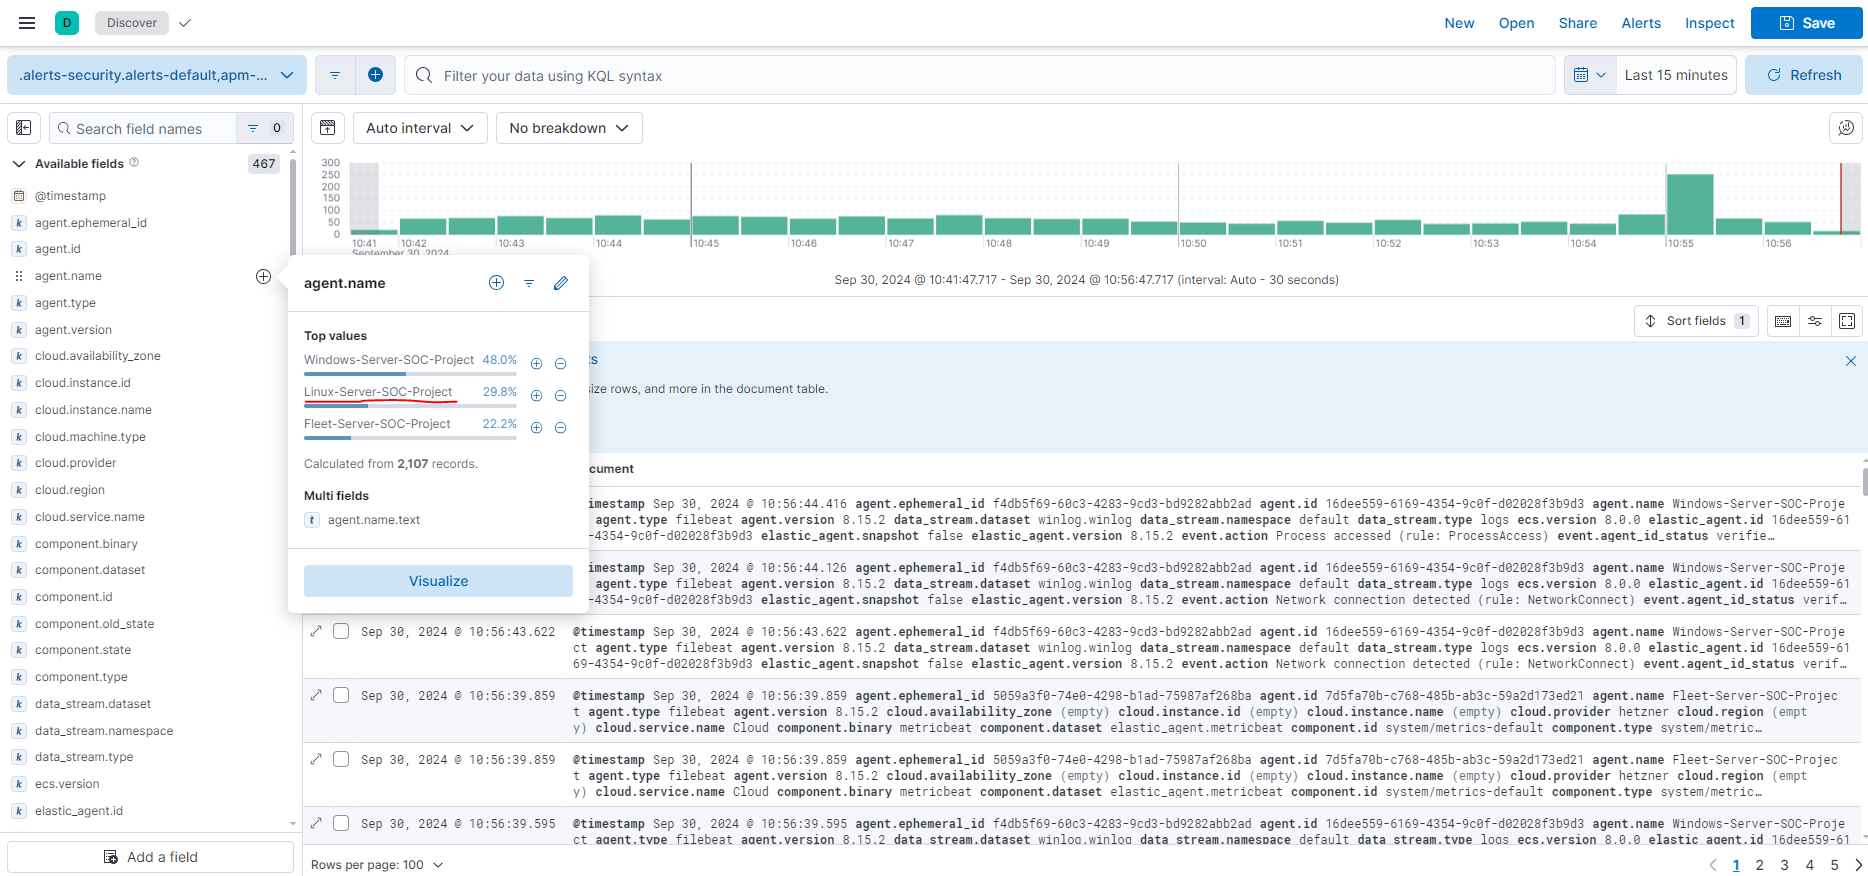 D Discover New Open Share Alerts Inspect Save
.alerts-security.alerts-default,apm-... Filter your data using KQL syntax Last 15 minutes Refresh
Search field names 0 Auto interval No breakdown
Available fields 467
@timestamp
agent.ephemeral_id
agent.id
agent.name
agent.type
agent.version
cloud.availability_zone
cloud.instance.id
cloud.instance.name
cloud.machine.type
cloud.provider
cloud.region
cloud.service.name
component.binary
component.dataset
component.id
component.old_state
component.state
component.type
data_stream.dataset
data_stream.namespace
data_stream.type
ecs.version
elastic_agent.id
Add a field
300
250
200
150
100
50
0
10:41 10:42 10:43 10:44 10:45 10:46 10:47 10:48 10:49 10:50 10:51 10:52 10:53 10:54 10:55 10:56
September 30, 2024
Sep 30, 2024 @ 10:41:47.717 - Sep 30, 2024 @ 10:56:47.717 (interval: Auto - 30 seconds)
agent.name
Top values
Windows-Server-SOC-Project 48.0%
Linux-Server-SOC-Project 29.8%
Fleet-Server-SOC-Project 22.2%
Calculated from 2,107 records.
Multi fields
t agent.name.text
Visualize
Sort fields 1
ts
size rows, and more in the document table.
cument
imestamp Sep 30, 2024 @ 10:56:44.416 agent.ephemeral_id f4db5f69-60c3-4283-9cd3-bd9282abb2ad agent.id 16dee559-6169-4354-9c0f-d02028f3b9d3 agent.name Windows-Server-SOC-Proje
agent.type filebeat agent.version 8.15.2 data_stream.dataset winlog.winlog data_stream.namespace default data_stream.type logs ecs.version 8.0.0 elastic_agent.id 16dee559-61
-4354-9c0f-d02028f3b9d3 elastic_agent.snapshot false elastic_agent.version 8.15.2 event.action Process accessed (rule: ProcessAccess) event.agent_id_status verifie…
imestamp Sep 30, 2024 @ 10:56:44.126 agent.ephemeral_id f4db5f69-60c3-4283-9cd3-bd9282abb2ad agent.id 16dee559-6169-4354-9c0f-d02028f3b9d3 agent.name Windows-Server-SOC-Proje
agent.type filebeat agent.version 8.15.2 data_stream.dataset winlog.winlog data_stream.namespace default data_stream.type logs ecs.version 8.0.0 elastic_agent.id 16dee559-61
-4354-9c0f-d02028f3b9d3 elastic_agent.snapshot false elastic_agent.version 8.15.2 event.action Network connection detected (rule: NetworkConnect) event.agent_id_status verif…
Sep 30, 2024 @ 10:56:43.622 @timestamp Sep 30, 2024 @ 10:56:43.622 agent.ephemeral_id f4db5f69-60c3-4283-9cd3-bd9282abb2ad agent.id 16dee559-6169-4354-9c0f-d02028f3b9d3 agent.name Windows-Server-SOC-Proje
ct agent.type filebeat agent.version 8.15.2 data_stream.dataset winlog.winlog data_stream.namespace default data_stream.type logs ecs.version 8.0.0 elastic_agent.id 16dee559-61
69-4354-9c0f-d02028f3b9d3 elastic_agent.snapshot false elastic_agent.version 8.15.2 event.action Network connection detected (rule: NetworkConnect) event.agent_id_status verif…
Sep 30, 2024 @ 10:56:39.859 @timestamp Sep 30, 2024 @ 10:56:39.859 agent.ephemeral_id 5059a3f0-74e0-4298-b1ad-75987af268ba agent.id 7d5fa70b-c768-485b-ab3c-59a2d173ed21 agent.name Fleet-Server-SOC-Projec
t agent.type filebeat agent.version 8.15.2 cloud.availability_zone (empty) cloud.instance.id (empty) cloud.instance.name (empty) cloud.provider hetzner cloud.region (empt
y) cloud.service.name Cloud component.binary metricbeat component.dataset elastic_agent.metricbeat component.id system/metrics-default component.type system/metric…
Sep 30, 2024 @ 10:56:39.859 @timestamp Sep 30, 2024 @ 10:56:39.859 agent.ephemeral_id 5059a3f0-74e0-4298-b1ad-75987af268ba agent.id 7d5fa70b-c768-485b-ab3c-59a2d173ed21 agent.name Fleet-Server-SOC-Projec
t agent.type filebeat agent.version 8.15.2 cloud.availability_zone (empty) cloud.instance.id (empty) cloud.instance.name (empty) cloud.provider hetzner cloud.region (empt
y) cloud.service.name Cloud component.binary metricbeat component.dataset elastic_agent.metricbeat component.id system/metrics-default component.type system/metric…
Sep 30, 2024 @ 10:56:39.595 @timestamp Sep 30, 2024 @ 10:56:39.595 agent.ephemeral_id f4db5f69-60c3-4283-9cd3-bd9282abb2ad agent.id 16dee559-6169-4354-9c0f-d02028f3b9d3 agent.name Windows-Server-SOC-Proje
ct agent.type filebeat agent.version 8.15.2 data_stream.dataset winlog.winlog data_stream.namespace default data_stream.type logs ecs.version 8.0.0 elastic_agent.id 16dee559-61
Rows per page: 100 1 2 3 4 5